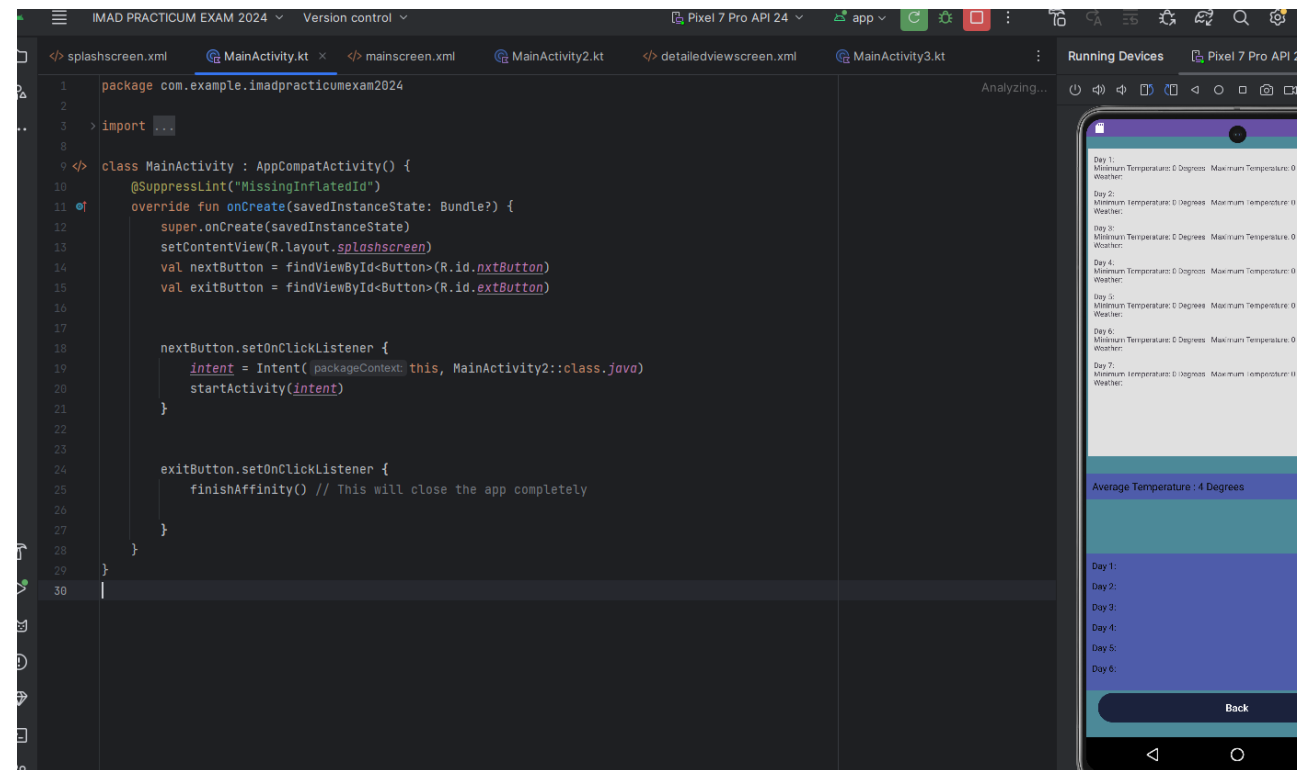 IMAD PRACTICUM EXAM 2024 Version control Pixel 7 Pro API 24 app
splashscreen.xml MainActivity.kt mainscreen.xml MainActivity2.kt detailedviewscreen.xml MainActivity3.kt Running Devices Pixel 7 Pro API
1 package com.example.imadpracticumexam2024 Analyzing...
2
3 import ...
8
9 class MainActivity : AppCompatActivity() {
10 @SuppressLint("MissingInflatedId")
11 override fun onCreate(savedInstanceState: Bundle?) {
12 super.onCreate(savedInstanceState)
13 setContentView(R.layout.splashscreen)
14 val nextButton = findViewById<Button>(R.id.nxtButton)
15 val exitButton = findViewById<Button>(R.id.extButton)
16
17
18 nextButton.setOnClickListener {
19 intent = Intent( packageContext: this, MainActivity2::class.java)
20 startActivity(intent)
21 }
22
23
24 exitButton.setOnClickListener {
25 finishAffinity() // This will close the app completely
26
27 }
28 }
29 }
30
Day 1:
Minimum Temperature: 0 Degrees Maximum Temperature: 0
Weather:
Day 2:
Minimum Temperature: 0 Degrees Maximum Temperature: 0
Weather:
Day 3:
Minimum Temperature: 0 Degrees Maximum Temperature: 0
Weather:
Day 4:
Minimum Temperature: 0 Degrees Maximum Temperature: 0
Weather:
Day 5:
Minimum Temperature: 0 Degrees Maximum Temperature: 0
Weather:
Day 6:
Minimum Temperature: 0 Degrees Maximum Temperature: 0
Weather:
Day 7:
Minimum Temperature: 0 Degrees Maximum Temperature: 0
Weather:
Average Temperature : 4 Degrees
Day 1:
Day 2:
Day 3:
Day 4:
Day 5:
Day 6:
Back